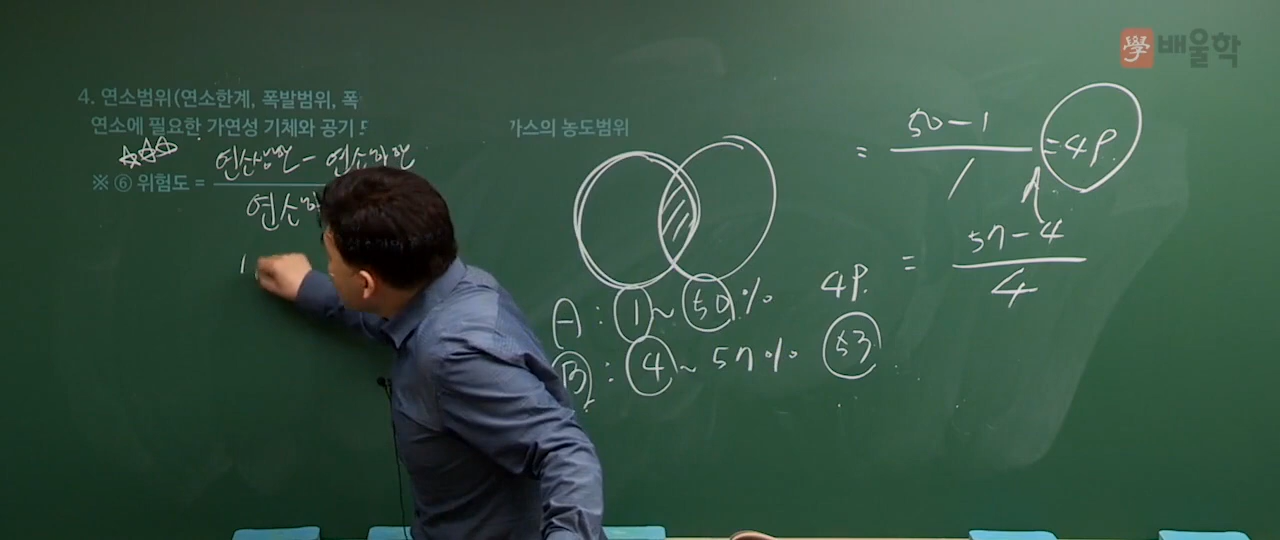 學 배울학
4. 연소범위(연소한계, 폭발범위, 폭
연소에 필요한 가연성 기체와 공기 가스의 농도범위
※ ⑥ 위험도 = 연소상한 - 연소하한
연소하
= 50-1 / 1 = 49.
= 57-4 / 4
A : 1 ~ 50% 49.
B : 4 ~ 57% 53